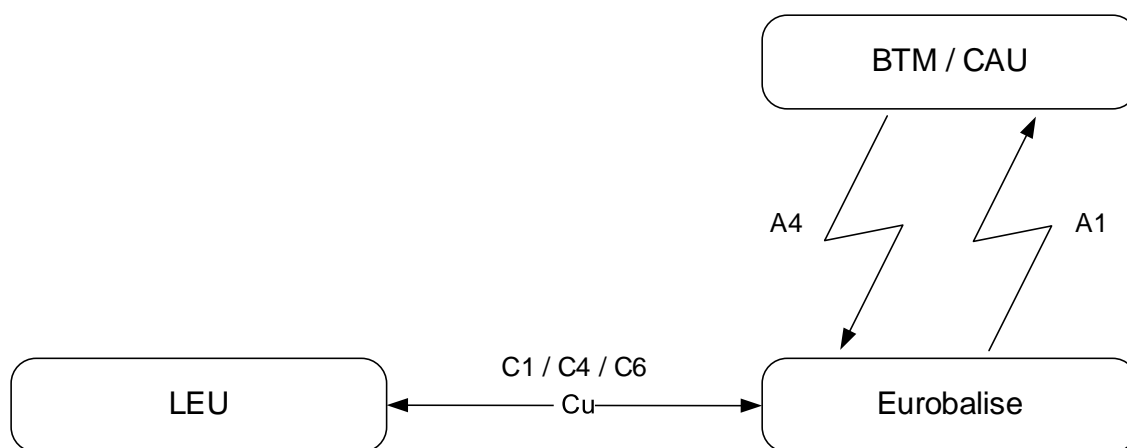 BTM / CAU
A4
A1
C1 / C4 / C6
LEU
Cu
Eurobalise